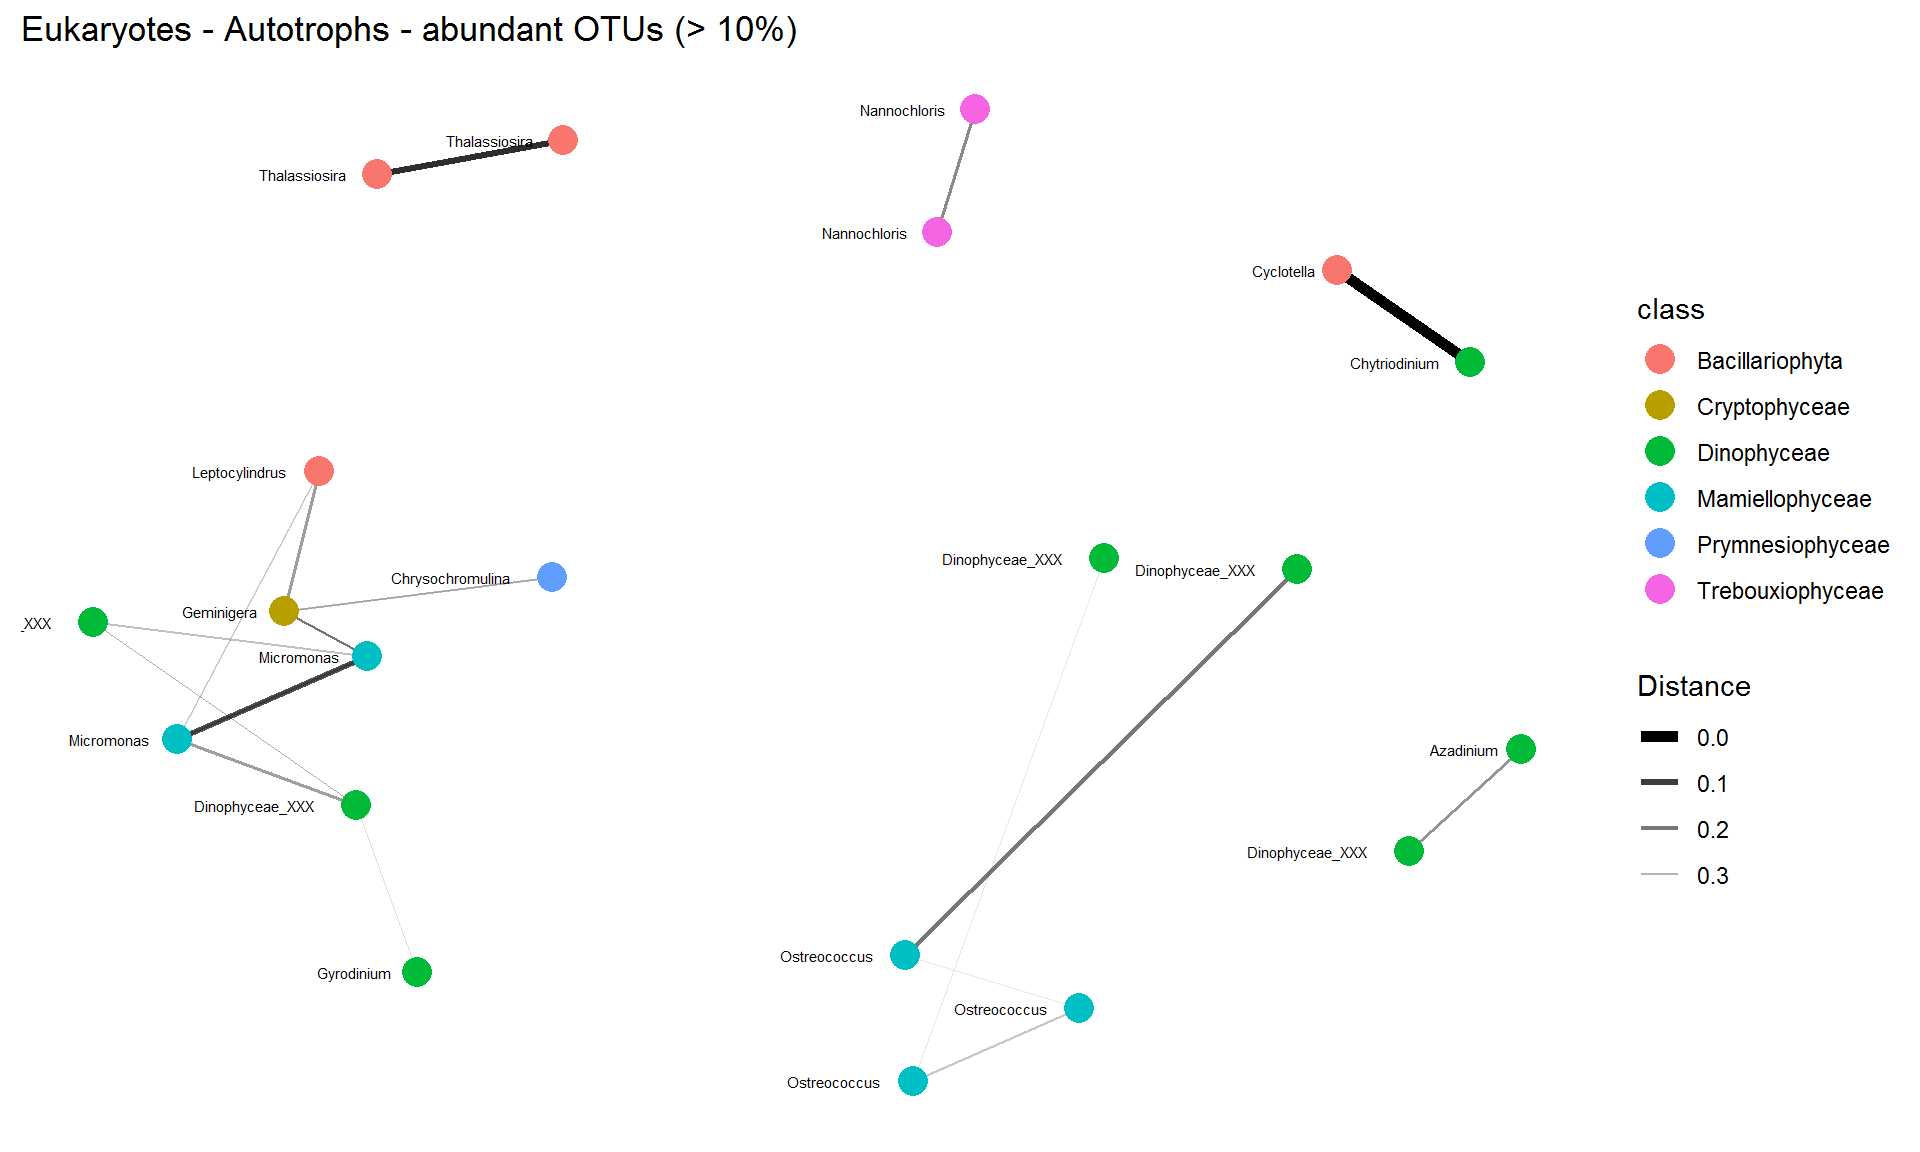 Eukaryotes - Autotrophs - abundant OTUs (> 10%)
Nannochloris
Thalassiosira
Thalassiosira
Nannochloris
Cyclotella
Chytriodinium
Leptocylindrus
Chrysochromulina
Geminigera
_XXX
Micromonas
Micromonas
Dinophyceae_XXX
Gyrodinium
Dinophyceae_XXX
Dinophyceae_XXX
Azadinium
Dinophyceae_XXX
Ostreococcus
Ostreococcus
Ostreococcus
class
Bacillariophyta
Cryptophyceae
Dinophyceae
Mamiellophyceae
Prymnesiophyceae
Trebouxiophyceae
Distance
0.0
0.1
0.2
0.3